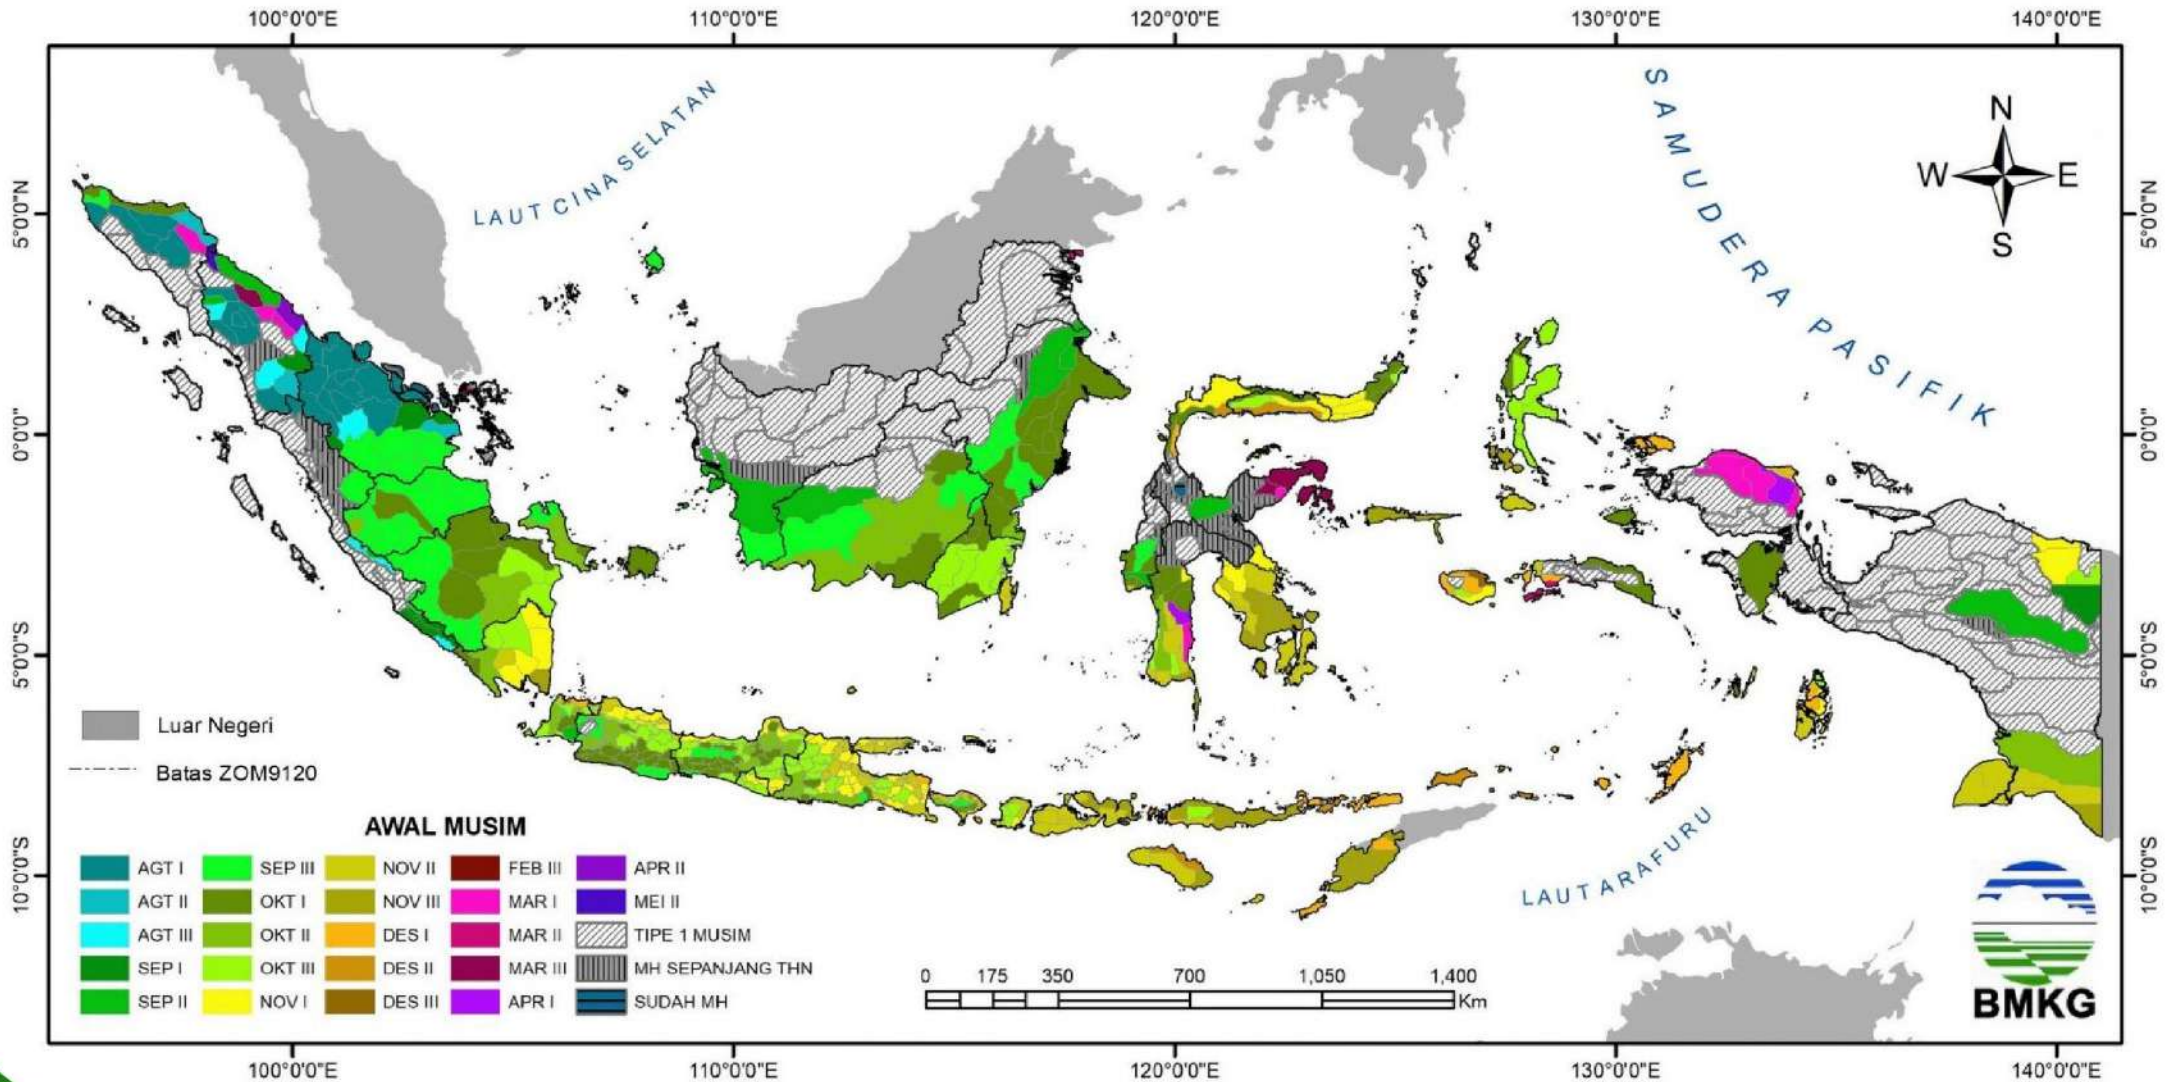 100°0'0"E 110°0'0"E 120°0'0"E 130°0'0"E 140°0'0"E
LAUT CINA SELATAN
SAMUDERA PASIFIK
N
W E
S
5°0'0"N 5°0'0"N
0°0'0" 0°0'0"
5°0'0"S 5°0'0"S
10°0'0"S 10°0'0"S
Luar Negeri
Batas ZOM9120
LAUT ARAFURU
AWAL MUSIM
AGT I SEP III NOV II FEB III APR II
AGT II OKT I NOV III MAR I MEI II
AGT III OKT II DES I MAR II TIPE 1 MUSIM
SEP I OKT III DES II MAR III MH SEPANJANG THN
SEP II NOV I DES III APR I SUDAH MH
0 175 350 700 1,050 1,400
Km
BMKG
100°0'0"E 110°0'0"E 120°0'0"E 130°0'0"E 140°0'0"E